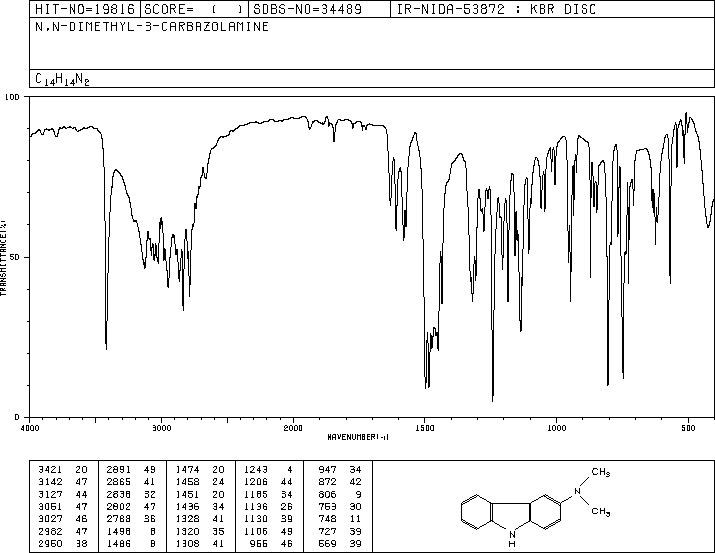 HIT-NO=19816 SCORE= ( ) SDBS-NO=34489 IR-NIDA-53872 : KBR DISC
N,N-DIMETHYL-3-CARBAZOLAMINE
C14H14N2
100
TRANSMITTANCE(%)
50
0
4000 3000 2000 1500 1000 500
WAVENUMBER(-1)
3421 20 2891 49 1474 20 1243 4 947 34
3142 47 2865 41 1458 24 1206 44 872 42
3127 44 2838 32 1451 20 1185 34 806 9
3051 47 2802 47 1436 34 1136 26 763 30
3027 46 2788 36 1328 41 1130 39 748 11
2982 47 1498 8 1320 35 1106 49 727 39
2950 38 1486 8 1308 41 955 46 569 39
CH3
N
CH3
N
H